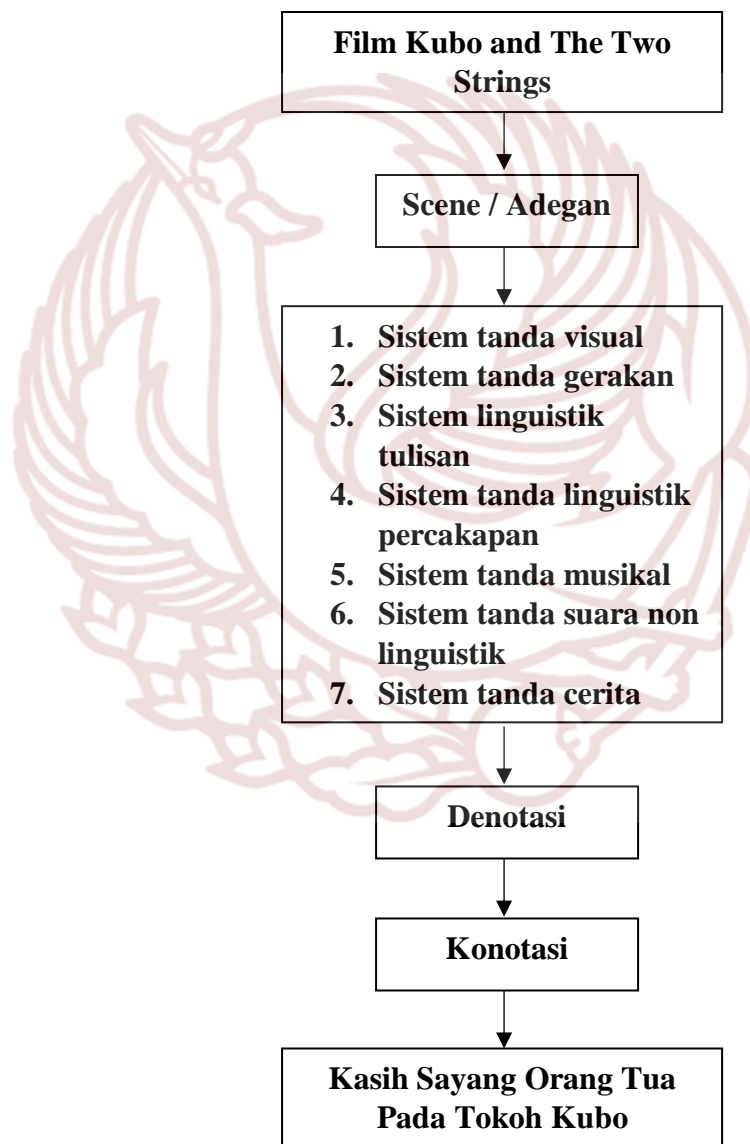 Film Kubo and The Two
Strings
Scene / Adegan
1. Sistem tanda visual
2. Sistem tanda gerakan
3. Sistem linguistik
tulisan
4. Sistem tanda linguistik
percakapan
5. Sistem tanda musikal
6. Sistem tanda suara non
linguistik
7. Sistem tanda cerita
Denotasi
Konotasi
Kasih Sayang Orang Tua
Pada Tokoh Kubo